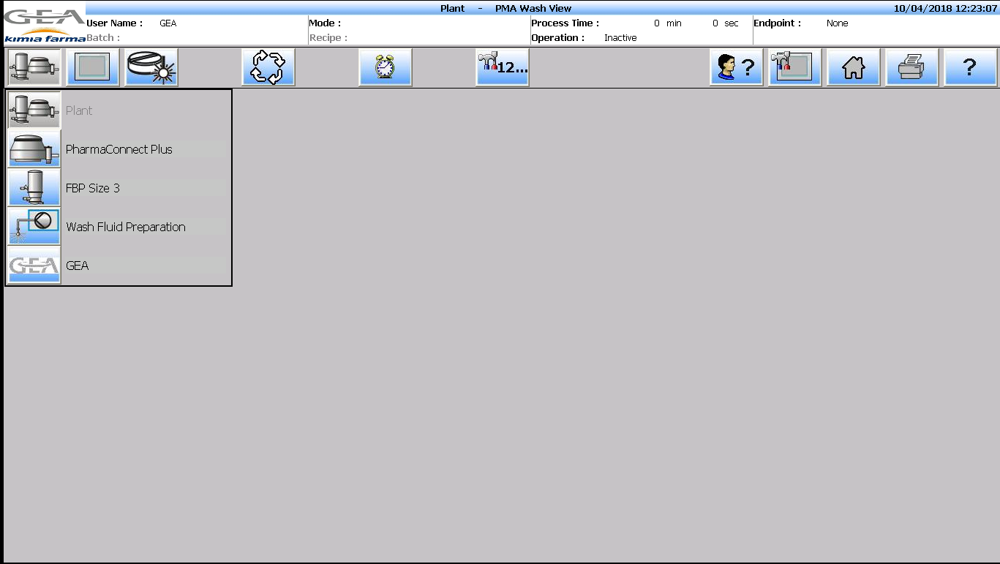 Plant - PMA Wash View 10/04/2018 12:23:07
GEA
kimia farma
User Name : GEA Mode : Process Time : 0 min 0 sec Endpoint : None
Batch : Recipe : Operation : Inactive
12... ? ?
Plant
PharmaConnect Plus
FBP Size 3
Wash Fluid Preparation
GEA GEA